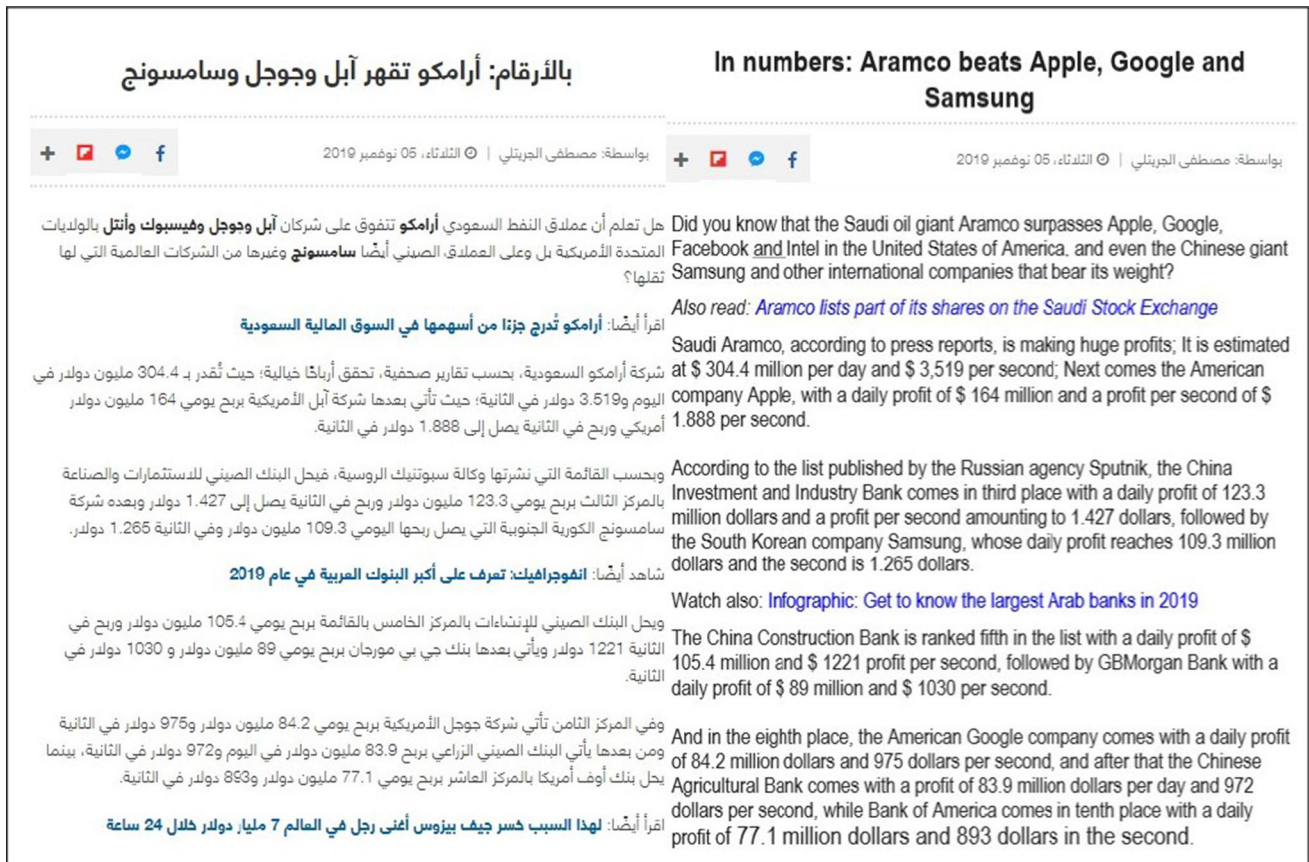 بالأرقام: أرامكو تقهر آبل وجوجل وسامسونج
بواسطة: مصطفى الجريتلي | الثلاثاء، 05 نوفمبر 2019
هل تعلم أن عملاق النفط السعودي أرامكو تتفوق على شركان آبل وجوجل وفيسبوك وأنتل بالولايات
المتحدة الأمريكية بل وعلى العملاق الصيني أيضًا سامسونج وغيرها من الشركات العالمية التي لها
ثقلها؟
اقرأ أيضًا: أرامكو تُدرج جزءًا من أسهمها في السوق المالية السعودية
شركة أرامكو السعودية، بحسب تقارير صحفية، تحقق أرباحًا خيالية؛ حيث تُقدر بـ 304.4 مليون دولار في
اليوم و3.519 دولار في الثانية؛ حيث تأتي بعدها شركة آبل الأمريكية بربح يومي 164 مليون دولار
أمريكي وربح في الثانية يصل إلى 1.888 دولار في الثانية.
وبحسب القائمة التي نشرتها وكالة سبوتنيك الروسية، فيحل البنك الصيني للاستثمارات والصناعة
بالمركز الثالث بربح يومي 123.3 مليون دولار وربح في الثانية يصل إلى 1.427 دولار وبعده شركة
سامسونج الكورية الجنوبية التي يصل ربحها اليومي 109.3 مليون دولار وفي الثانية 1.265 دولار.
شاهد أيضًا: انفوجرافيك: تعرف على أكبر البنوك العربية في عام 2019
ويحل البنك الصيني للإنشاءات بالمركز الخامس بالقائمة بربح يومي 105.4 مليون دولار وربح في
الثانية 1221 دولار ويأتي بعدها بنك جي بي مورجان بربح يومي 89 مليون دولار و 1030 دولار في
الثانية.
وفي المركز الثامن تأتي شركة جوجل الأمريكية بربح يومي 84.2 مليون دولار و975 دولار في الثانية
ومن بعدها يأتي البنك الصيني الزراعي بربح 83.9 مليون دولار في اليوم و972 دولار في الثانية، بينما
يحل بنك أوف أمريكا بالمركز العاشر بربح يومي 77.1 مليون دولار و893 دولار في الثانية.
اقرأ أيضًا: لهذا السبب خسر جيف بيزوس أغنى رجل في العالم 7 مليار دولار خلال 24 ساعة
In numbers: Aramco beats Apple, Google and
Samsung
بواسطة: مصطفى الجريتلي | الثلاثاء، 05 نوفمبر 2019
Did you know that the Saudi oil giant Aramco surpasses Apple, Google,
Facebook and Intel in the United States of America, and even the Chinese giant
Samsung and other international companies that bear its weight?
Also read: Aramco lists part of its shares on the Saudi Stock Exchange
Saudi Aramco, according to press reports, is making huge profits; It is estimated
at $ 304.4 million per day and $ 3,519 per second; Next comes the American
company Apple, with a daily profit of $ 164 million and a profit per second of $
1.888 per second.
According to the list published by the Russian agency Sputnik, the China
Investment and Industry Bank comes in third place with a daily profit of 123.3
million dollars and a profit per second amounting to 1.427 dollars, followed by
the South Korean company Samsung, whose daily profit reaches 109.3 million
dollars and the second is 1.265 dollars.
Watch also: Infographic: Get to know the largest Arab banks in 2019
The China Construction Bank is ranked fifth in the list with a daily profit of $
105.4 million and $ 1221 profit per second, followed by GBMorgan Bank with a
daily profit of $ 89 million and $ 1030 per second.
And in the eighth place, the American Google company comes with a daily profit
of 84.2 million dollars and 975 dollars per second, and after that the Chinese
Agricultural Bank comes with a profit of 83.9 million dollars per day and 972
dollars per second, while Bank of America comes in tenth place with a daily
profit of 77.1 million dollars and 893 dollars in the second.